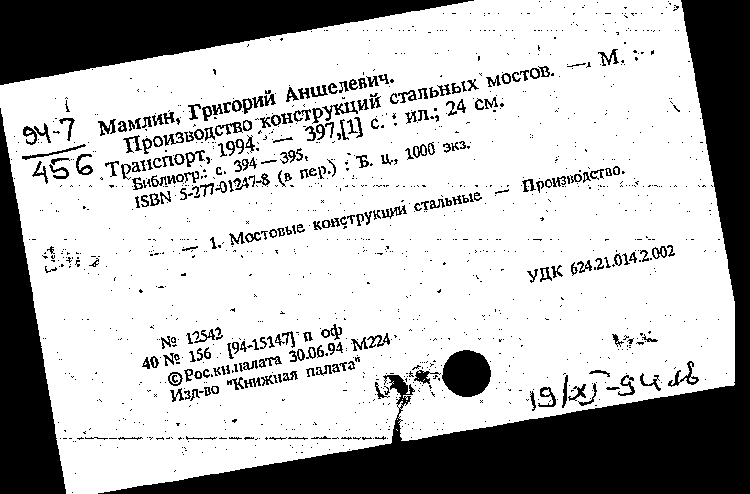 94-7
456
Мамлин, Григорий Аншелевич.
Производство конструкций стальных мостов. — М. :
Транспорт, 1994. — 397,[1] с. : ил.; 24 см.
Библиогр.: с. 394—395.
ISBN 5-277-01247-8 (в пер.) : Б. ц., 1000 экз.
— — 1. Мостовые конструкции стальные — Производство.
УДК 624.21.014.2.002
№ 12542
40 № 156 [94-15147] п оф
©Рос.кн.палата 30.06.94 М224
Изд-во "Книжная палата"
19/XI-94